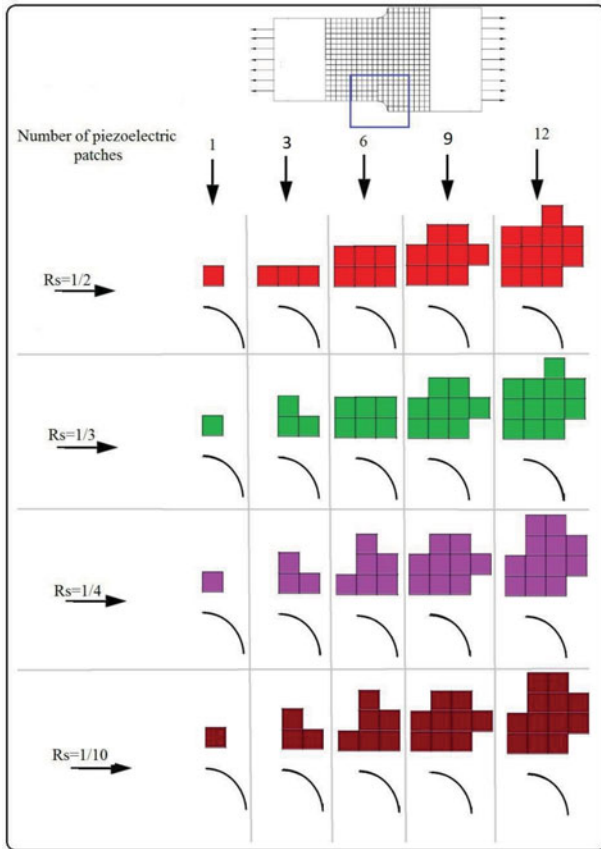 Number of piezoelectric
patches
1
3
6
9
12
Rs=1/2
Rs=1/3
Rs=1/4
Rs=1/10